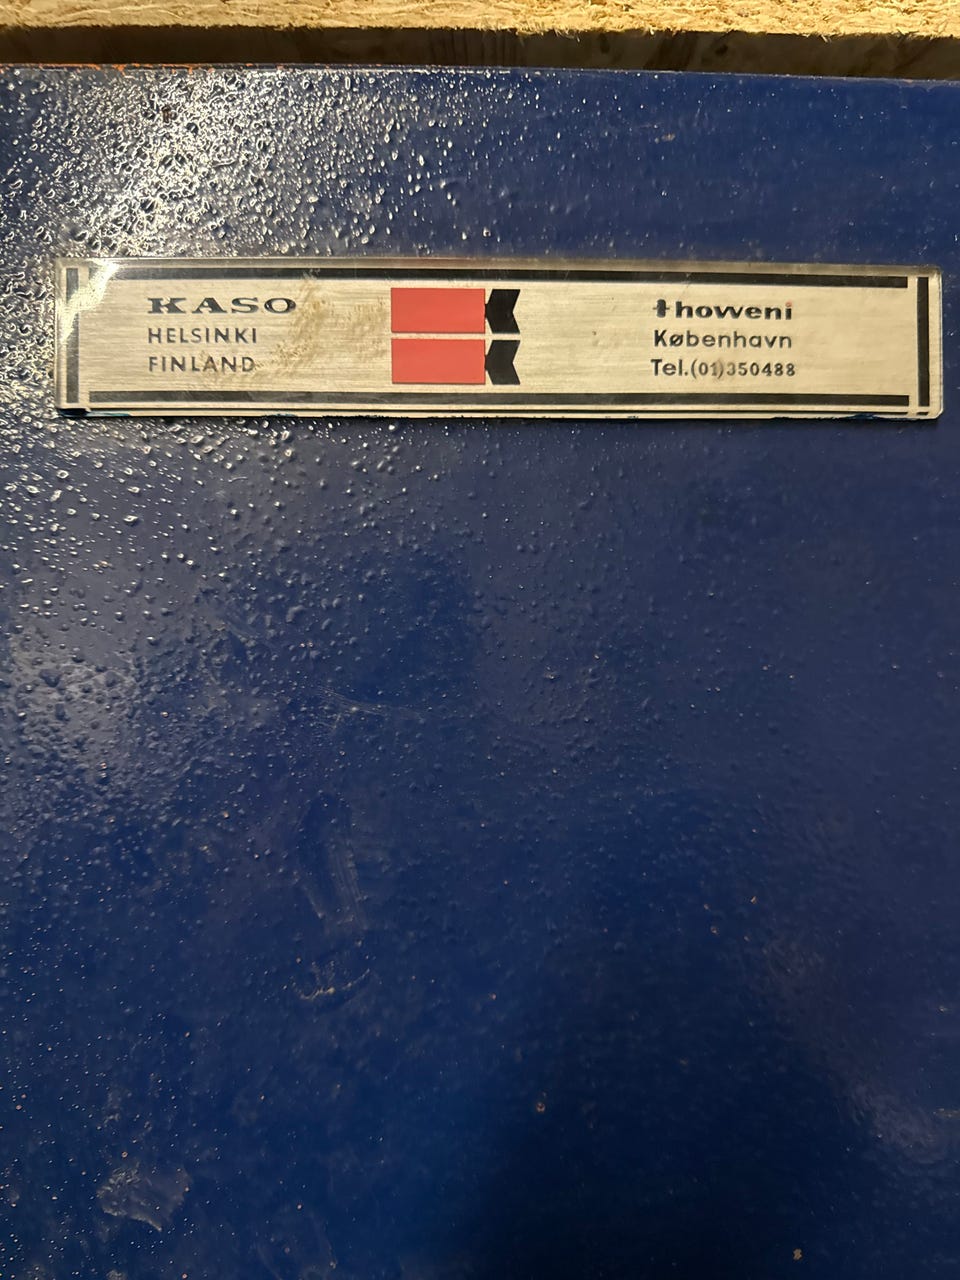 KASO
HELSINKI
FINLAND
thoweni
København
Tel.(01)350488